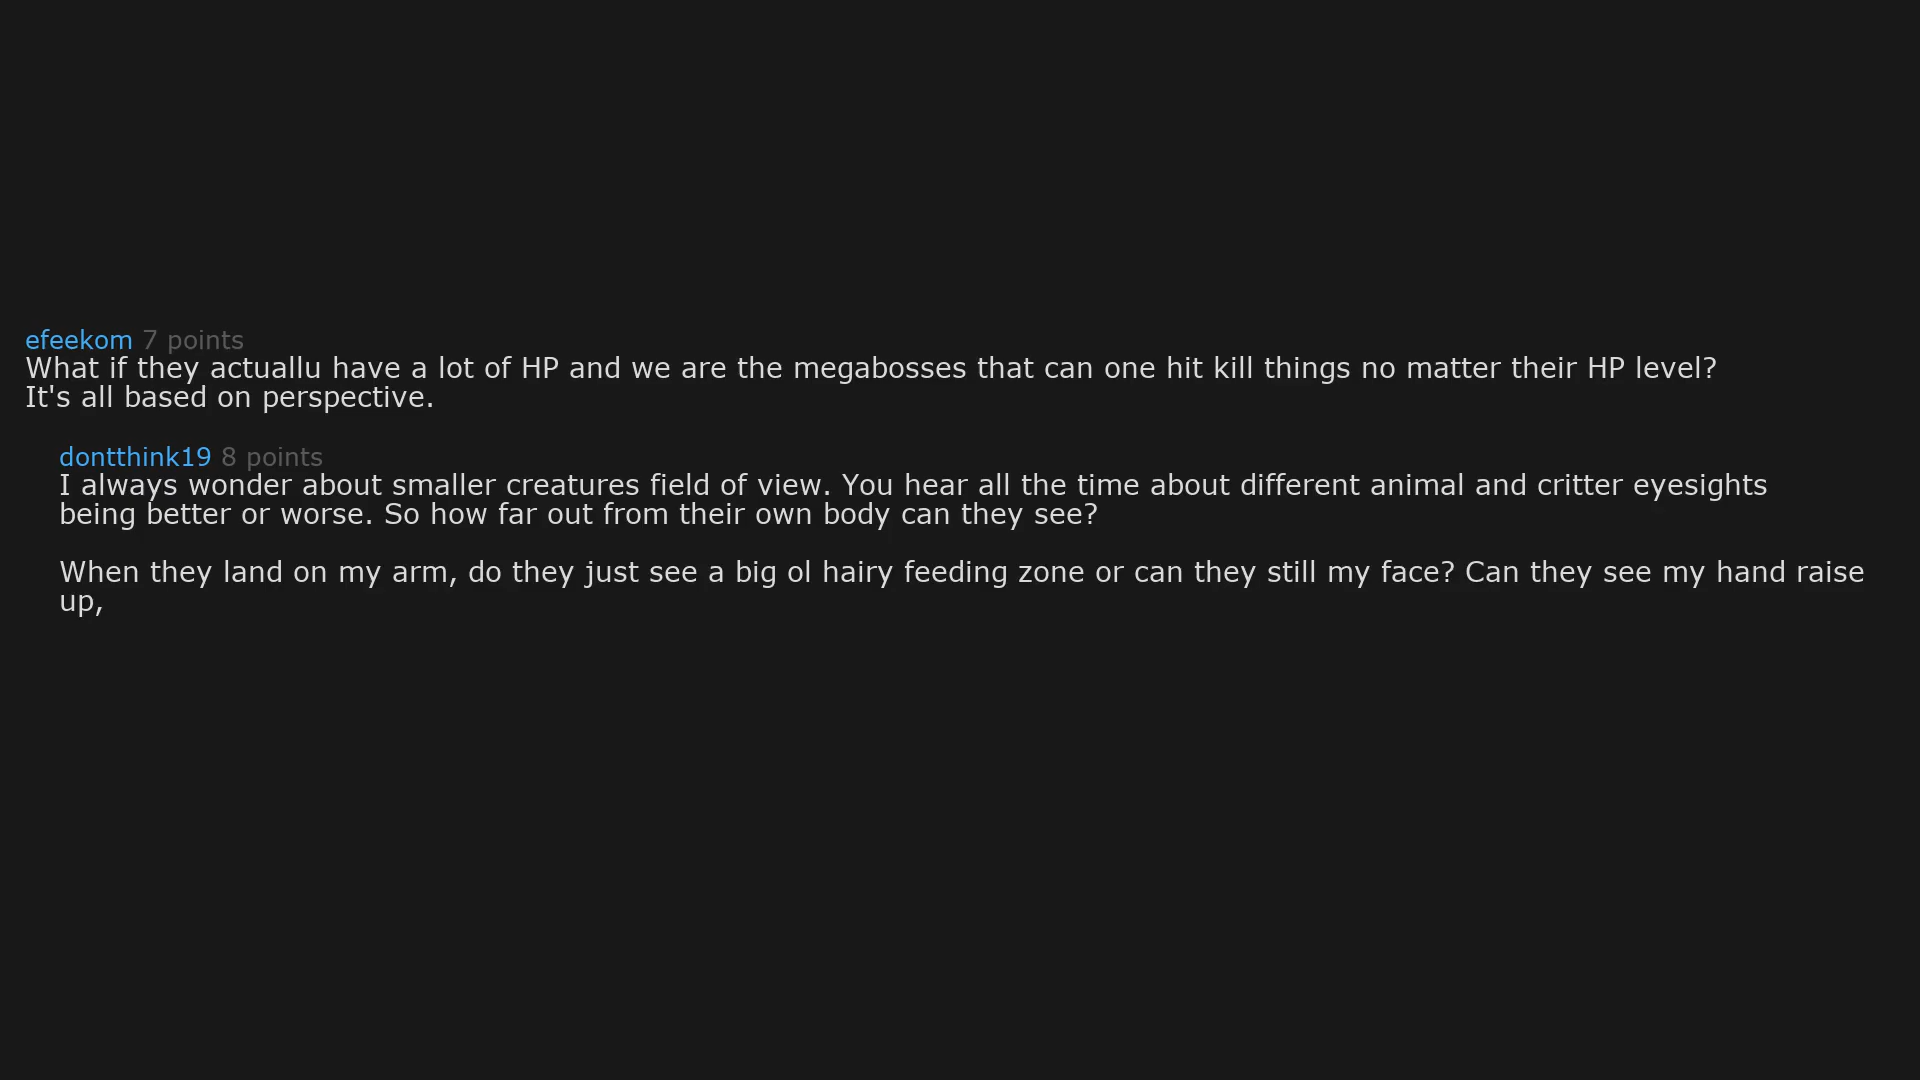 efeekom 7 points
What if they actuallu have a lot of HP and we are the megabosses that can one hit kill things no matter their HP level?
It's all based on perspective.
dontthink19 8 points
I always wonder about smaller creatures field of view. You hear all the time about different animal and critter eyesights
being better or worse. So how far out from their own body can they see?
When they land on my arm, do they just see a big ol hairy feeding zone or can they still my face? Can they see my hand raise
up,